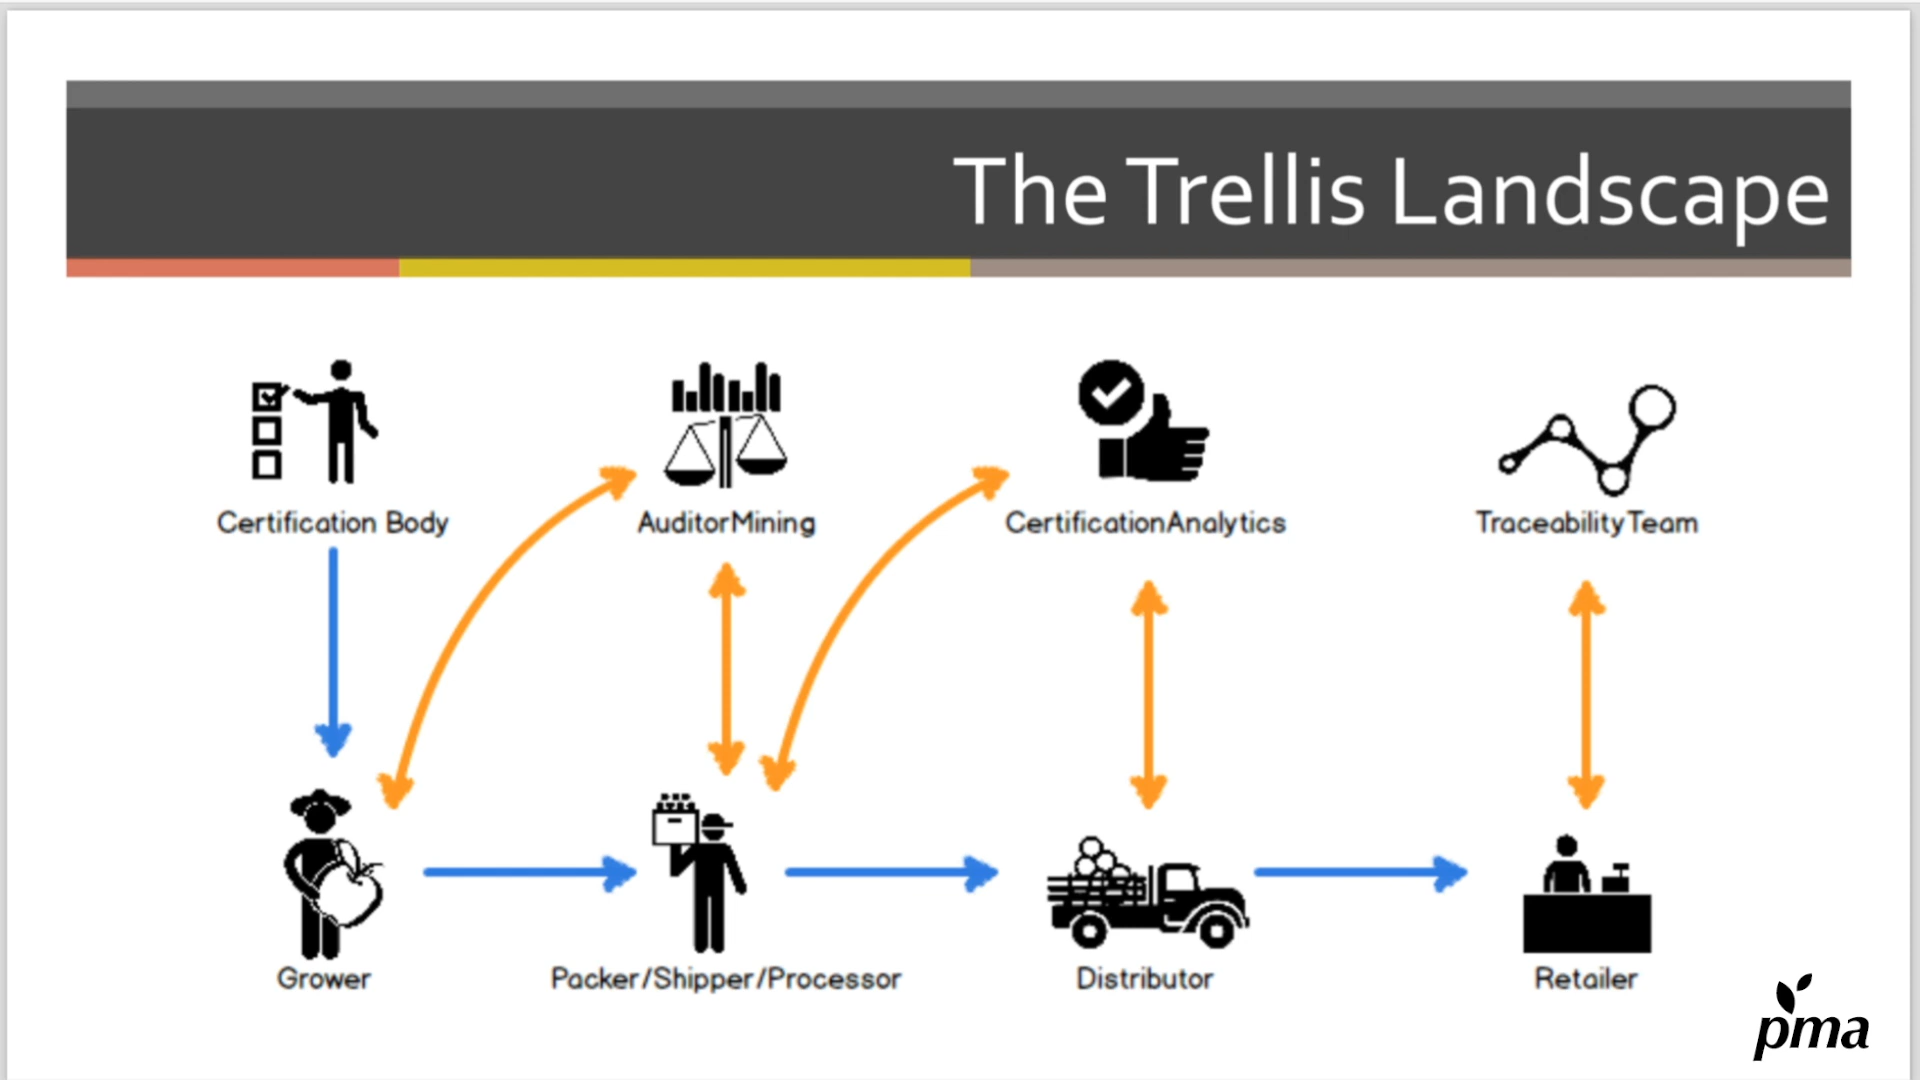 The Trellis Landscape
Certification Body
AuditorMining
CertificationAnalytics
TraceabilityTeam
Grower
Packer/Shipper/Processor
Distributor
Retailer
pma